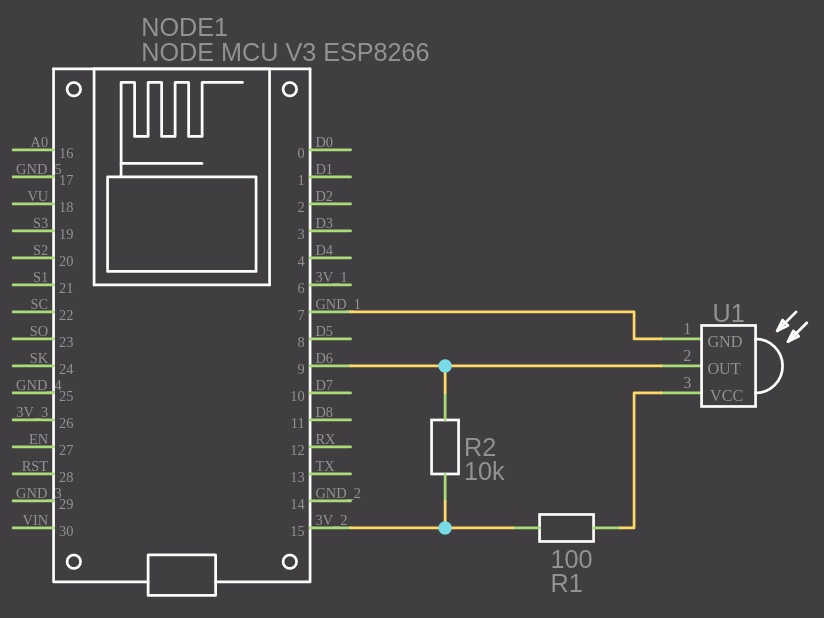 NODE1
NODE MCU V3 ESP8266
A0 16 0 D0
GND_5 17 1 D1
VU 18 2 D2
S3 19 3 D3
S2 20 4 D4
S1 21 6 3V_1
SC 22 7 GND_1
SO 23 8 D5
SK 24 9 D6
GND_4 25 10 D7
3V_3 26 11 D8
EN 27 12 RX
RST 28 13 TX
GND_3 29 14 GND_2
VIN 30 15 3V_2
U1
1 GND
2 OUT
3 VCC
R2
10k
100
R1